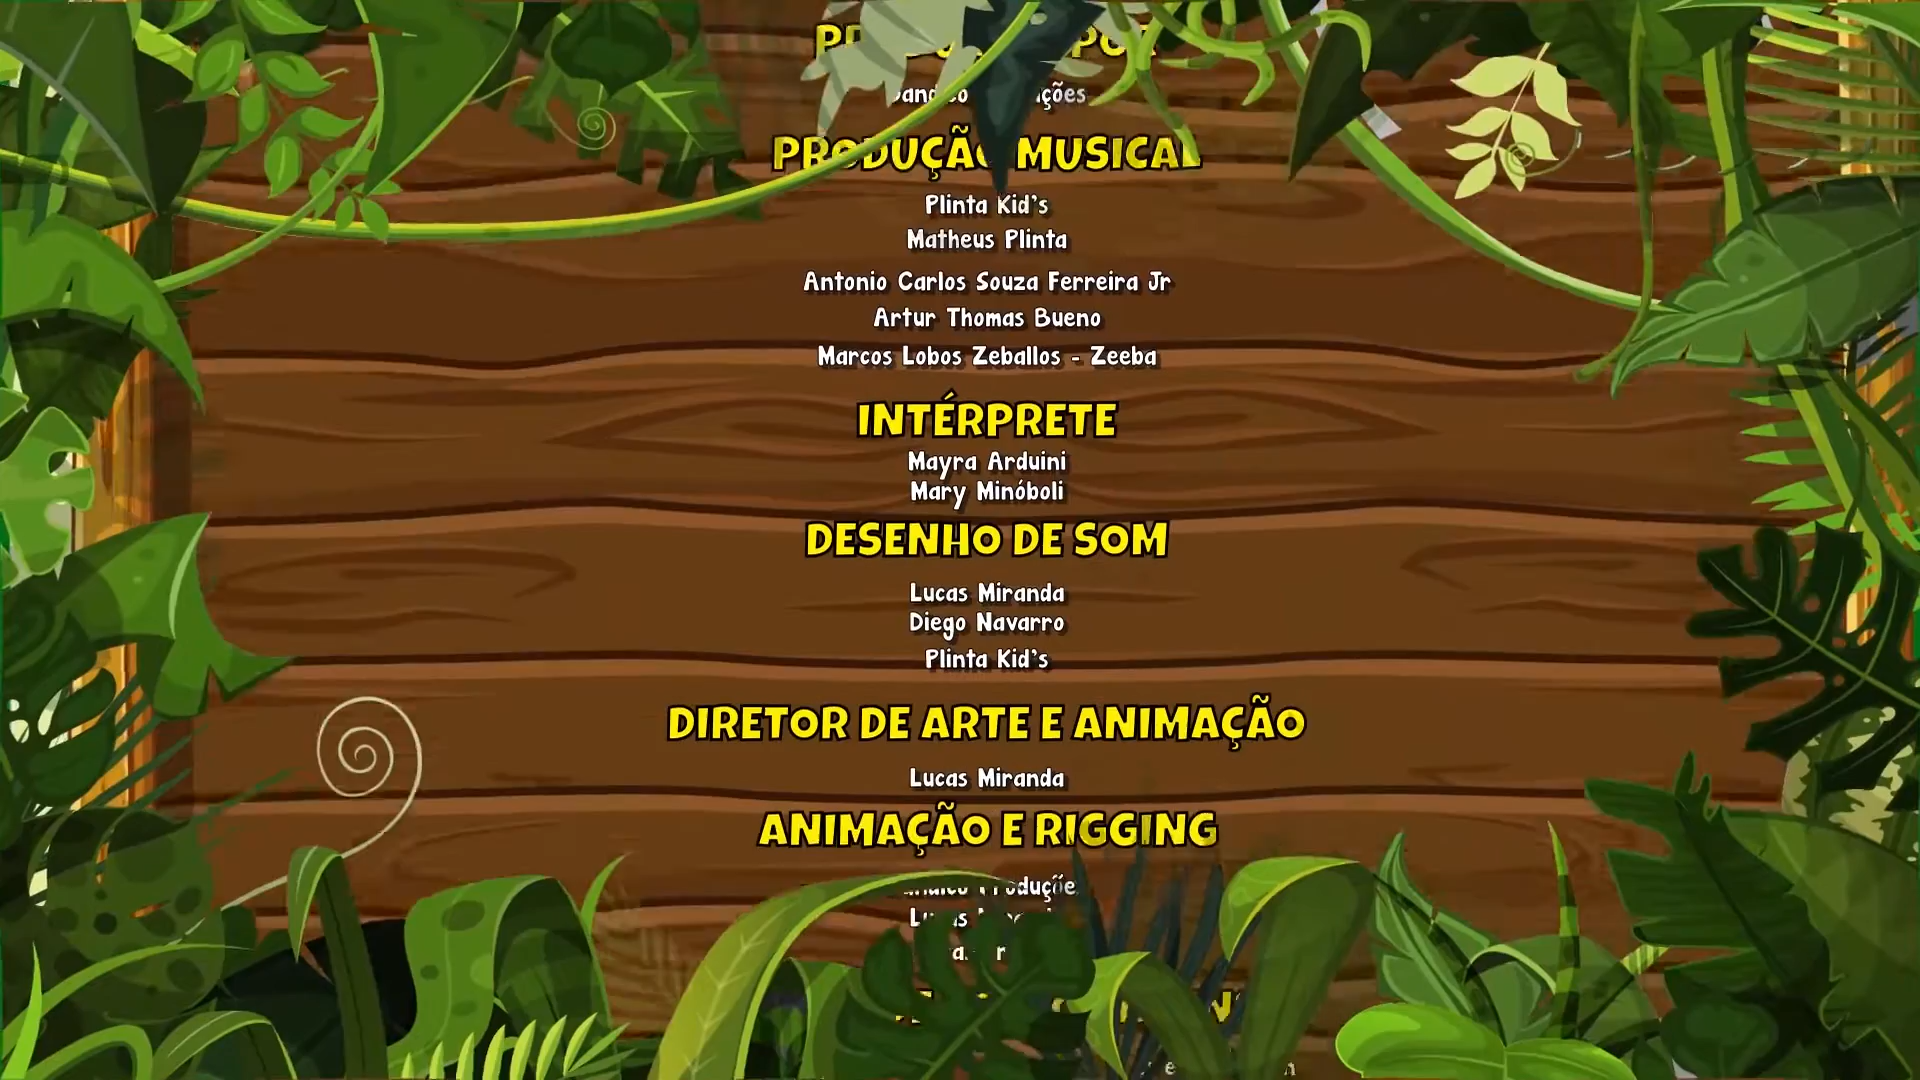 PRODUÇÃO MUSICAL
Plinta Kid's
Matheus Plinta
Antonio Carlos Souza Ferreira Jr
Artur Thomas Bueno
Marcos Lobos Zeballos - Zeeba
INTÉRPRETE
Mayra Arduini
Mary Minóboli
DESENHO DE SOM
Lucas Miranda
Diego Navarro
Plinta Kid's
DIRETOR DE ARTE E ANIMAÇÃO
Lucas Miranda
ANIMAÇÃO E RIGGING